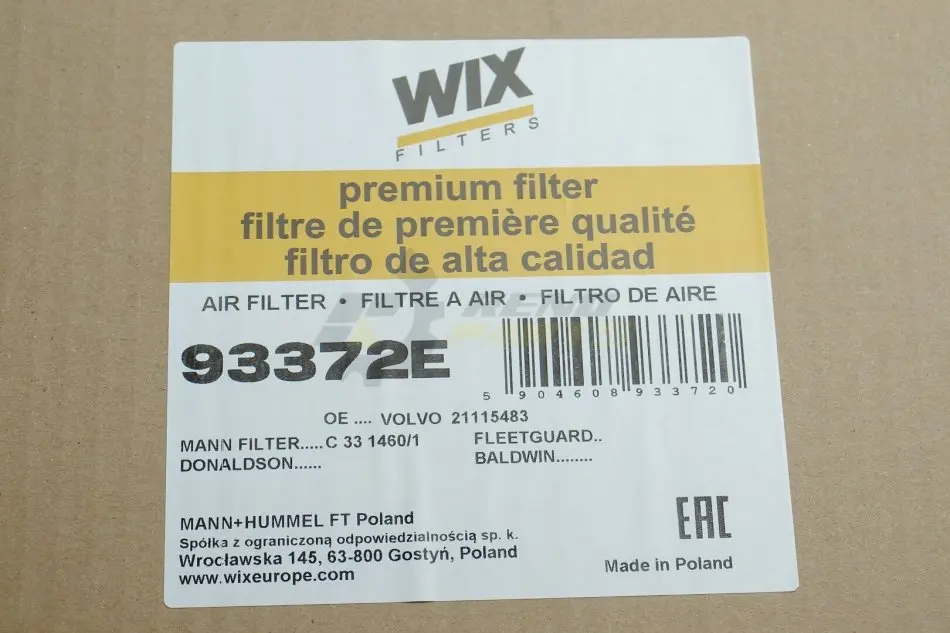 WIX
FILTERS
premium filter
filtre de première qualité
filtro de alta calidad
AIR FILTER • FILTRE A AIR • FILTRO DE AIRE
93372E
5 904608 933720
OE .... VOLVO 21115483
MANN FILTER.....C 33 1460/1 FLEETGUARD..
DONALDSON...... BALDWIN........
MANN+HUMMEL FT Poland
Spółka z ograniczoną odpowiedzialnością sp. k.
Wrocławska 145, 63-800 Gostyń, Poland
www.wixeurope.com
EAC
Made in Poland